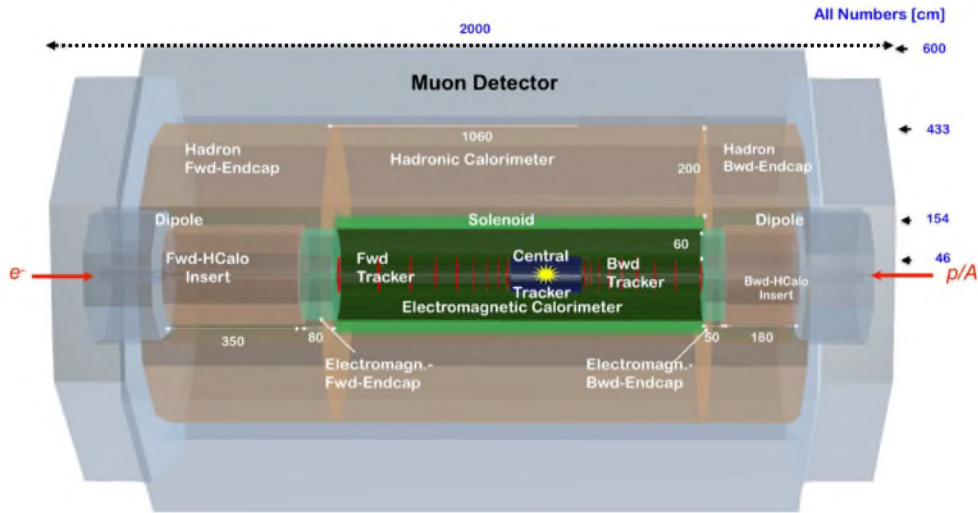 All Numbers [cm]
2000
600
Muon Detector
1060
433
Hadron
Fwd-Endcap
Hadronic Calorimeter
Hadron
Bwd-Endcap
200
Dipole
Solenoid
Dipole
154
60
Fwd-HCalo
Insert
Fwd
Tracker
Central
Tracker
Bwd
Tracker
46
e-
p/A
Bwd-HCalo
Insert
Electromagnetic Calorimeter
350
80
50
180
Electromagn.-
Fwd-Endcap
Electromagn.-
Bwd-Endcap